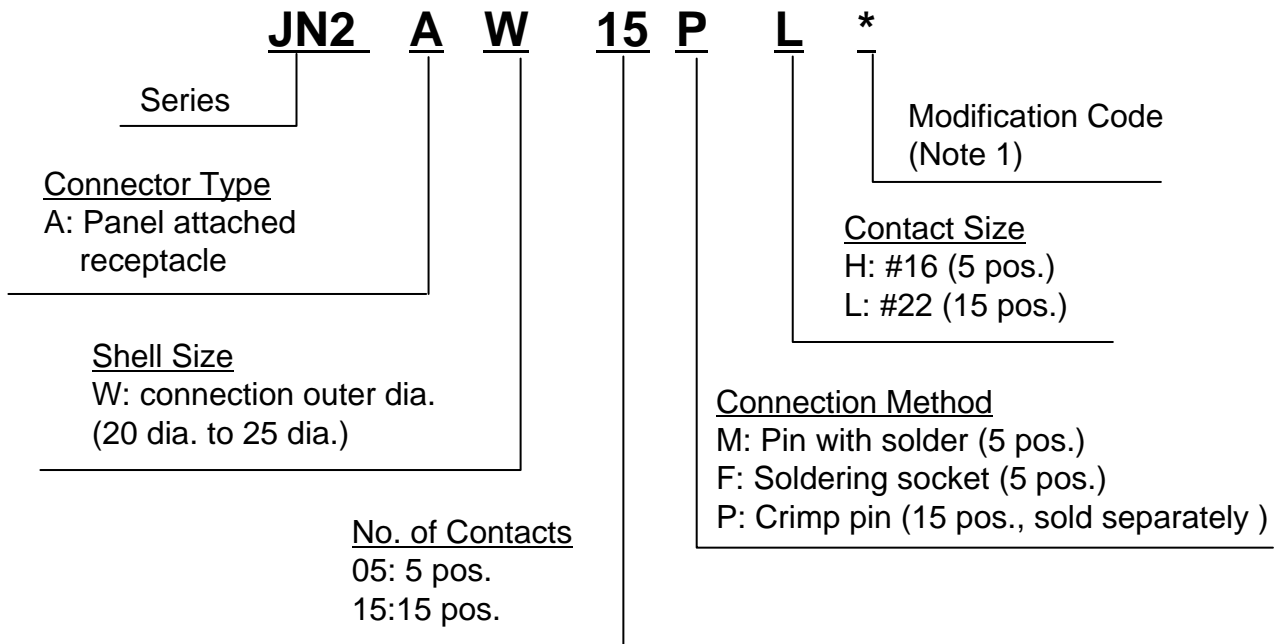 JN2 A W 15 P L *
Series
Modification Code
(Note 1)
Connector Type
A: Panel attached
receptacle
Contact Size
H: #16 (5 pos.)
L: #22 (15 pos.)
Shell Size
W: connection outer dia.
(20 dia. to 25 dia.)
Connection Method
M: Pin with solder (5 pos.)
F: Soldering socket (5 pos.)
P: Crimp pin (15 pos., sold separately )
No. of Contacts
05: 5 pos.
15:15 pos.